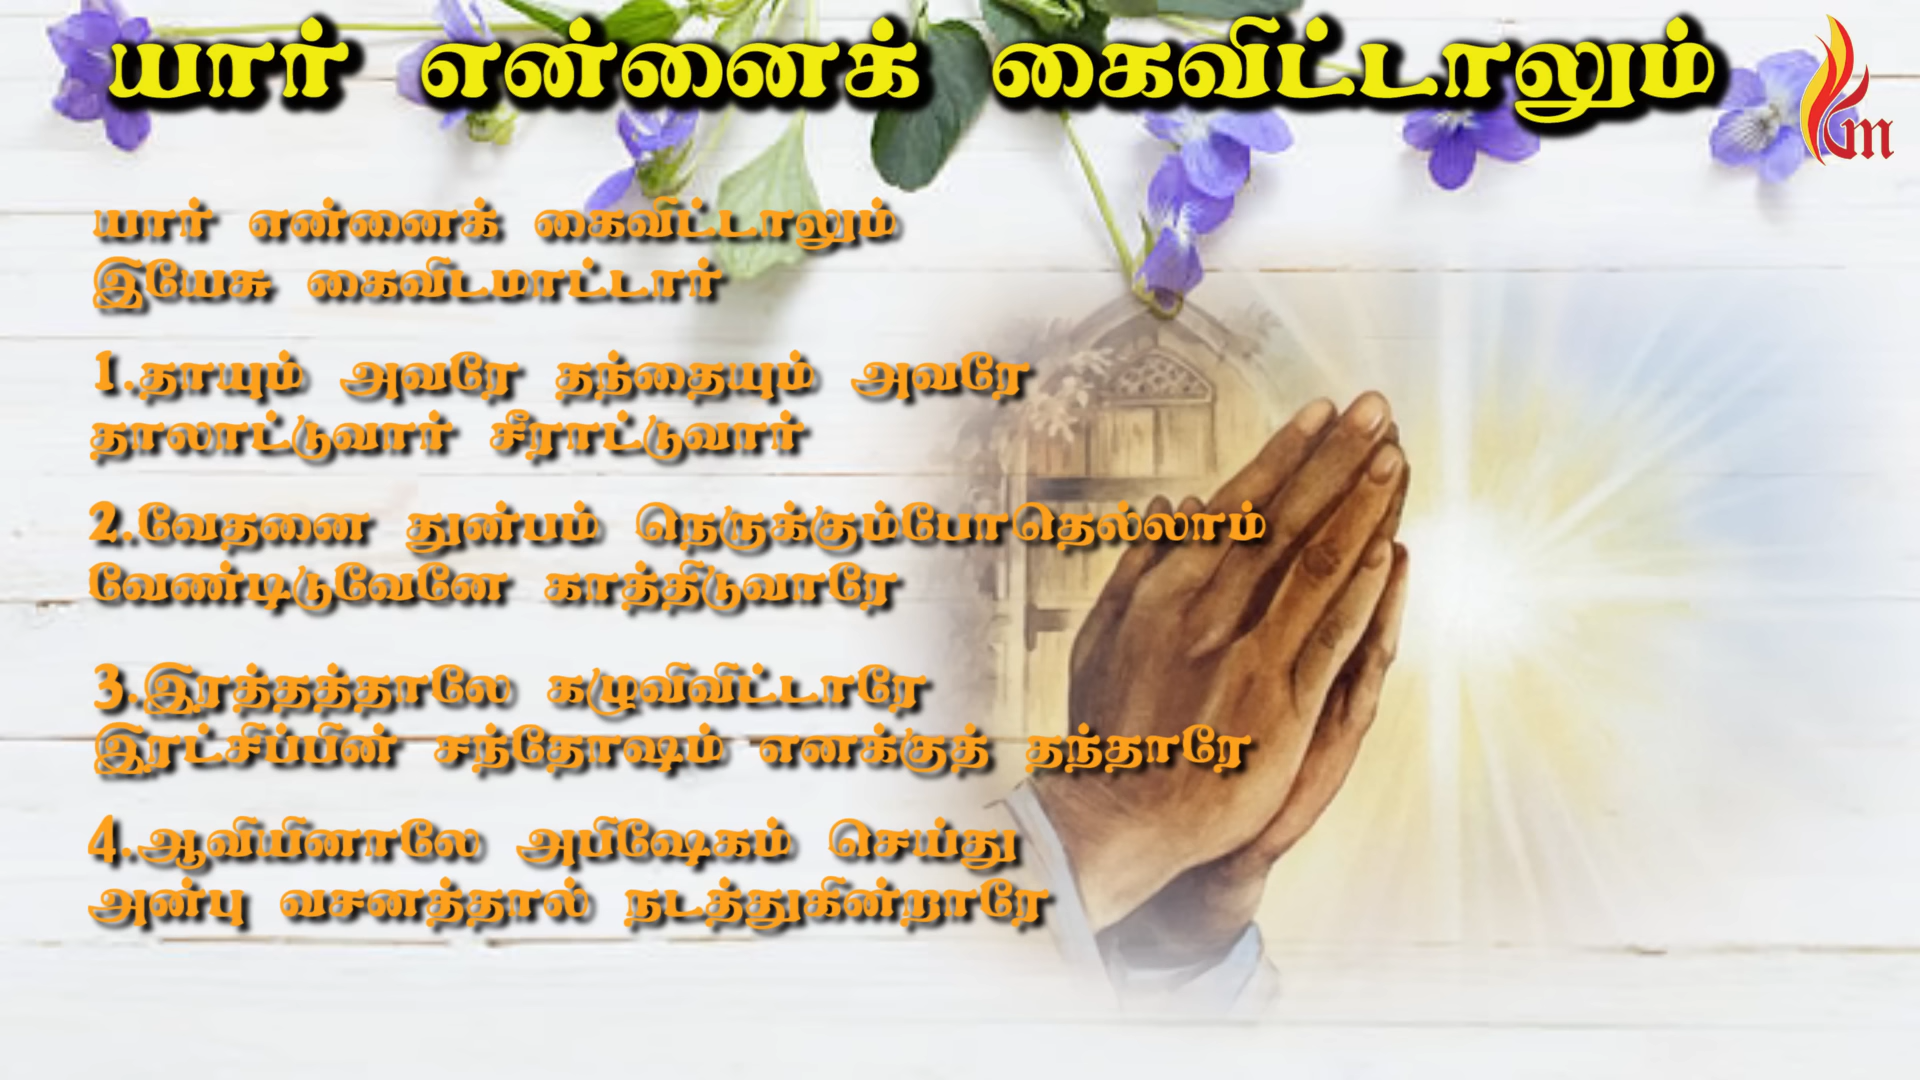 யார் என்னைக் கைவிட்டாலும்
யார் என்னைக் கைவிட்டாலும்
இயேசு கைவிடமாட்டார்
1.தாயும் அவரே தந்தையும் அவரே
தாலாட்டுவார் சீராட்டுவார்
2.வேதனை துன்பம் நெருக்கும்போதெல்லாம்
வேண்டிடுவேனே காத்திடுவாரே
3.இரத்தத்தாலே கழுவிவிட்டாரே
இரட்சிப்பின் சந்தோஷம் எனக்குத் தந்தாரே
4.ஆவியினாலே அபிஷேகம் செய்து
அன்பு வசனத்தால் நடத்துகின்றாரே